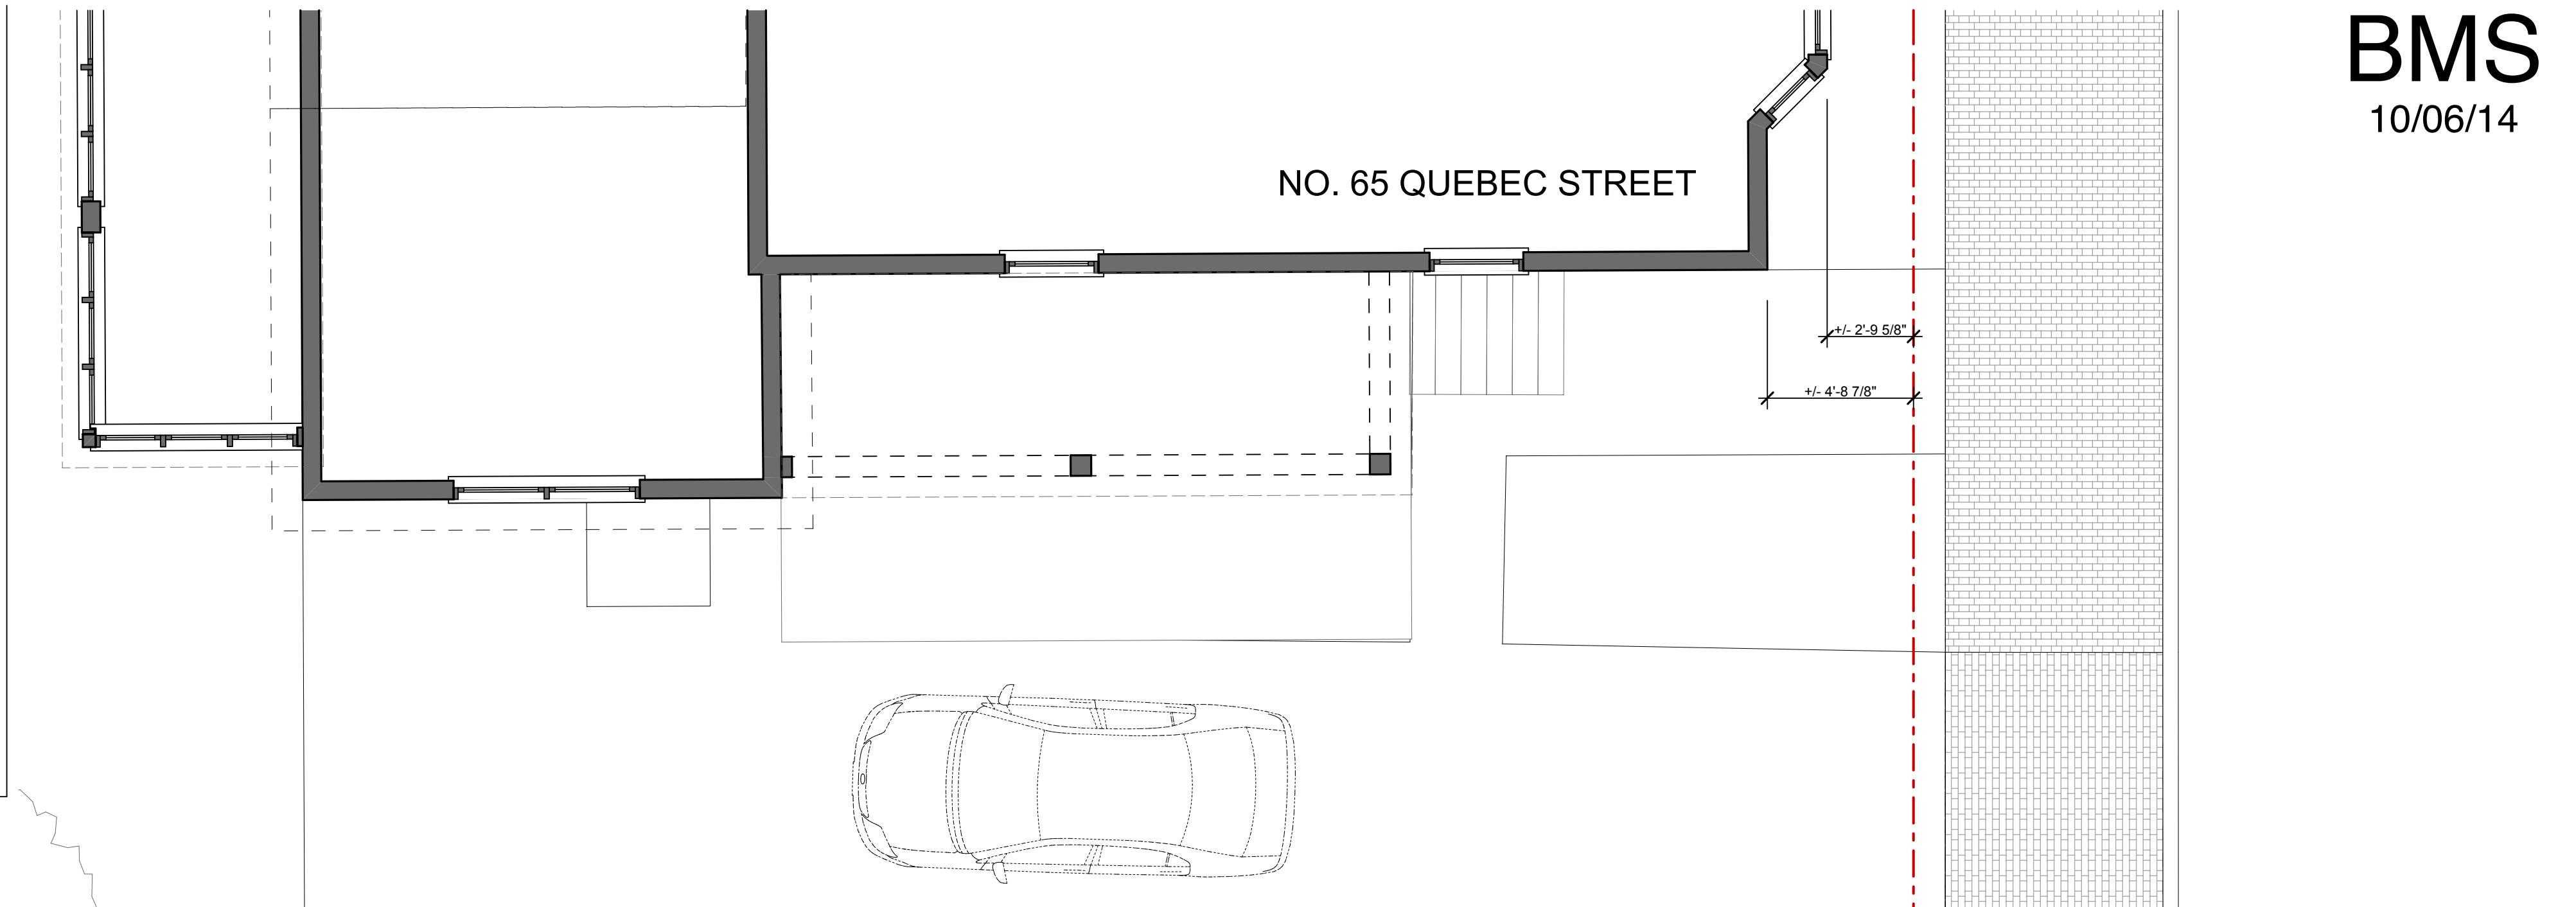 BMS
10/06/14
NO. 65 QUEBEC STREET
+/- 2'-9 5/8"
+/- 4'-8 7/8"